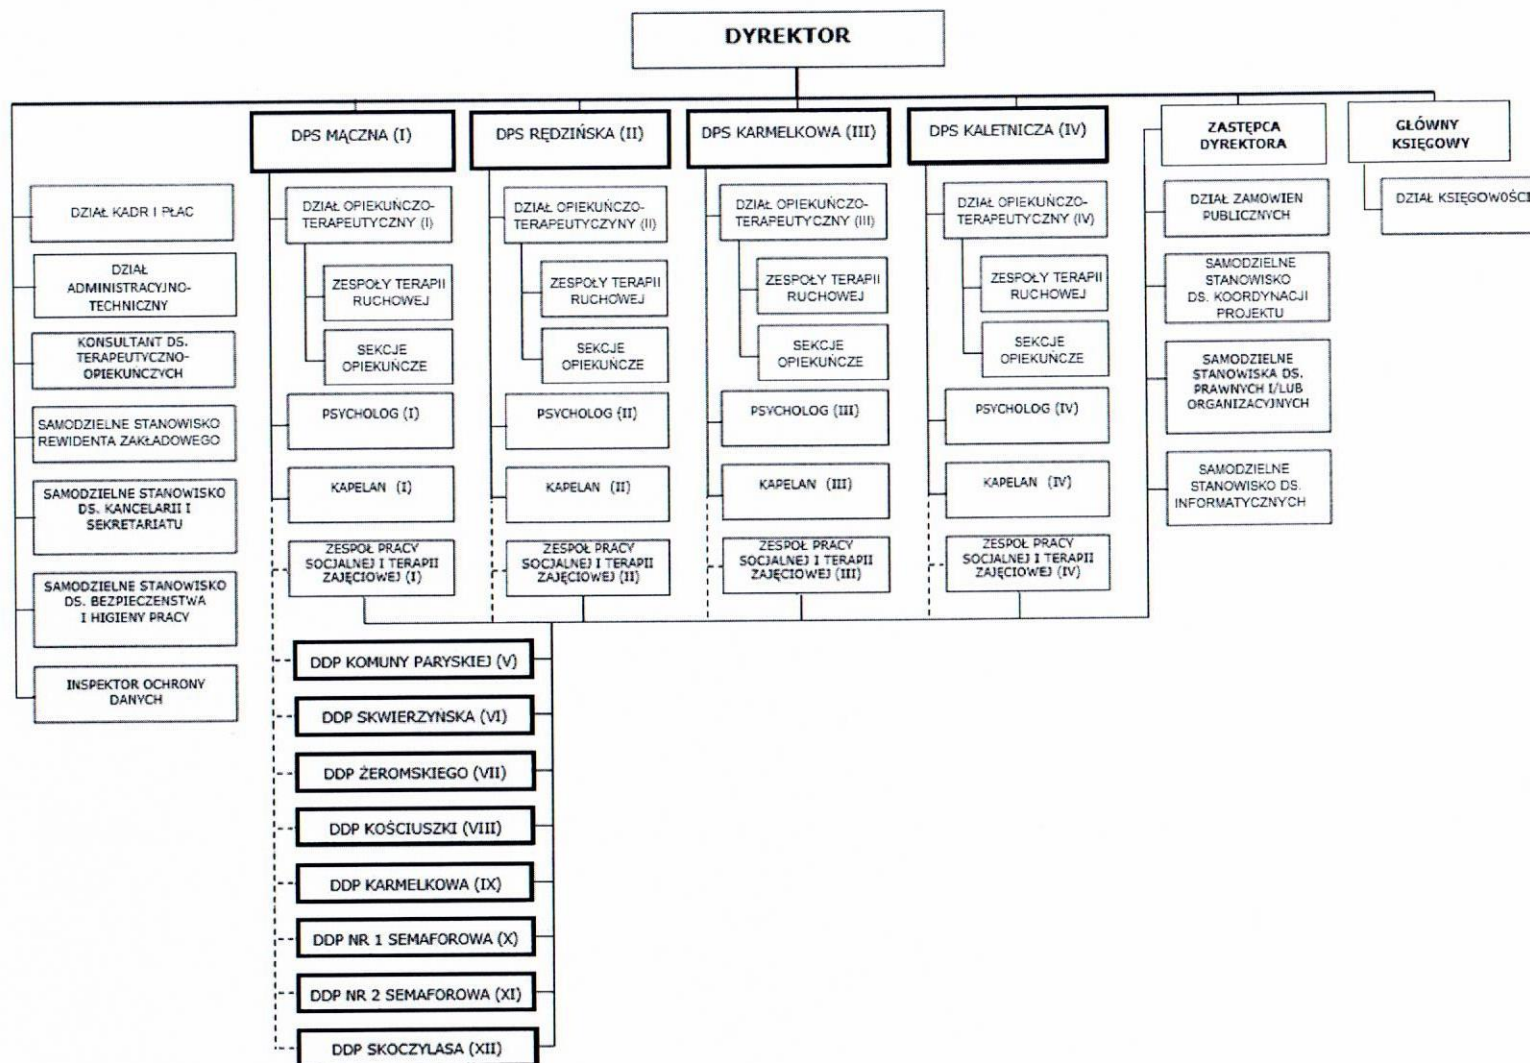 DYREKTOR
DPS MĄCZNA (I)
DPS RĘDZIŃSKA (II)
DPS KARMELKOWA (III)
DPS KALETNICZA (IV)
ZASTĘPCA
DYREKTORA
GŁÓWNY
KSIĘGOWY
DZIAŁ KADR I PŁAC
DZIAŁ
ADMINISTRACYJNO-
TECHNICZNY
KONSULTANT DS.
TERAPEUTYCZNO-
OPIEKUNCZYCH
SAMODZIELNE STANOWISKO
REWIDENTA ZAKŁADOWEGO
SAMODZIELNE STANOWISKO
DS. KANCELARII I
SEKRETARIATU
SAMODZIELNE STANOWISKO
DS. BEZPIECZENSTWA
I HIGIENY PRACY
INSPEKTOR OCHRONY
DANYCH
DZIAŁ OPIEKUŃCZO-
TERAPEUTYCZNY (I)
ZESPOŁY TERAPII
RUCHOWEJ
SEKCJE
OPIEKUŃCZE
PSYCHOLOG (I)
KAPELAN (I)
ZESPOŁ PRACY
SOCJALNEJ I TERAPII
ZAJĘCIOWEJ (I)
DZIAŁ OPIEKUŃCZO-
TERAPEUTYCZYNY (II)
ZESPOŁY TERAPII
RUCHOWEJ
SEKCJE
OPIEKUŃCZE
PSYCHOLOG (II)
KAPELAN (II)
ZESPOŁ PRACY
SOCJALNEJ I TERAPII
ZAJĘCIOWEJ (II)
DZIAŁ OPIEKUŃCZO-
TERAPEUTYCZNY (III)
ZESPOŁY TERAPII
RUCHOWEJ
SEKCJE
OPIEKUŃCZE
PSYCHOLOG (III)
KAPELAN (III)
ZESPOŁ PRACY
SOCJALNEJ I TERAPII
ZAJĘCIOWEJ (III)
DZIAŁ OPIEKUŃCZO-
TERAPEUTYCZNY (IV)
ZESPOŁY TERAPII
RUCHOWEJ
SEKCJE
OPIEKUŃCZE
PSYCHOLOG (IV)
KAPELAN (IV)
ZESPOŁ PRACY
SOCJALNEJ I TERAPII
ZAJĘCIOWEJ (IV)
DZIAŁ ZAMOWIEN
PUBLICZNYCH
SAMODZIELNE
STANOWISKO
DS. KOORDYNACJI
PROJEKTU
SAMODZIELNE
STANOWISKA DS.
PRAWNYCH I/LUB
ORGANIZACYJNYCH
SAMODZIELNE
STANOWISKO DS.
INFORMATYCZNYCH
DZIAŁ KSIĘGOWOŚCI
DDP KOMUNY PARYSKIEJ (V)
DDP SKWIERZYŃSKA (VI)
DDP ŻEROMSKIEGO (VII)
DDP KOŚCIUSZKI (VIII)
DDP KARMELKOWA (IX)
DDP NR 1 SEMAFOROWA (X)
DDP NR 2 SEMAFOROWA (XI)
DDP SKOCZYLASA (XII)